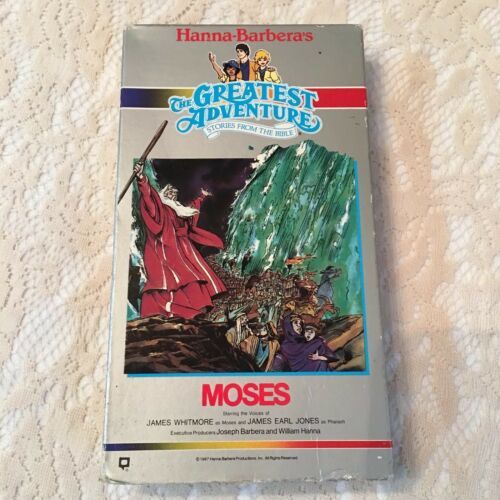 Hanna-Barbera's
THE GREATEST
ADVENTURE
STORIES FROM THE BIBLE
MOSES
Starring the Voices of
JAMES WHITMORE as Moses and JAMES EARL JONES as Pharaoh
Executive Producers Joseph Barbera and William Hanna
© 1987 Hanna-Barbera Productions, Inc. All Rights Reserved.